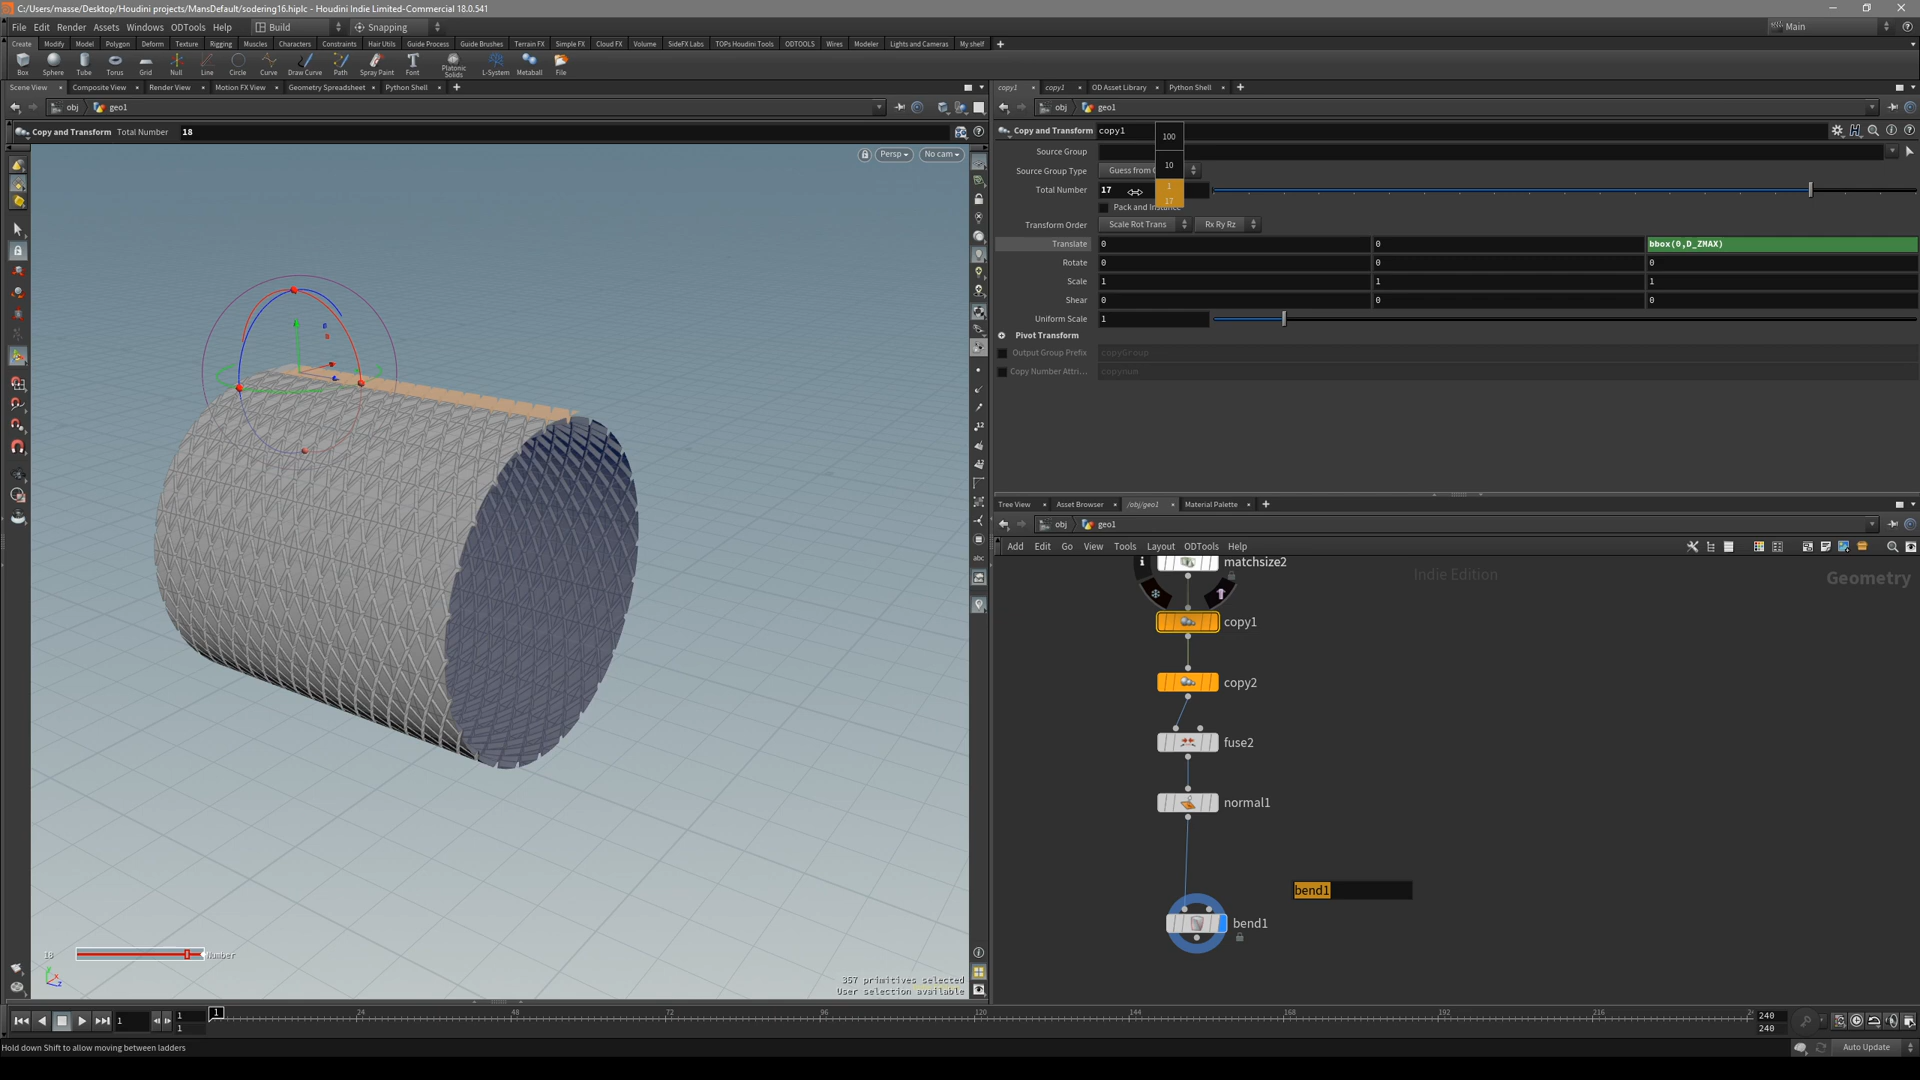 C:/Users/masse/Desktop/Houdini projects/MansDefault/sodering16.hiplc - Houdini Indie Limited-Commercial 18.0.541
File Edit Render Assets Windows ODTools Help Build Snapping Main
Create Modify Model Polygon Deform Texture Rigging Muscles Characters Constraints Hair Utils Guide Process Guide Brushes Terrain FX Simple FX Cloud FX Volume SideFX Labs TOPs Houdini Tools ODTOOLS Wires Modeler Lights and Cameras My shelf
Box Sphere Tube Torus Grid Null Line Circle Curve Draw Curve Path Spray Paint Font Platonic Solids L-System Metaball File
Scene View Composite View Render View Motion FX View Geometry Spreadsheet Python Shell
obj geo1
Copy and Transform Total Number 18
Persp No cam
18 Number
357 primitives selected
User selection available
copy1 copy1 OD Asset Library Python Shell
obj geo1
Copy and Transform copy1
100
10
1
17
Source Group
Source Group Type Guess from
Total Number 17
Pack and Instance
Transform Order Scale Rot Trans Rx Ry Rz
Translate 0 0 bbox(0,D_ZMAX)
Rotate 0 0 0
Scale 1 1 1
Shear 0 0 0
Uniform Scale 1
Pivot Transform
Output Group Prefix copyGroup
Copy Number Attri... copynum
Tree View Asset Browser /obj/geo1 Material Palette
obj geo1
Add Edit Go View Tools Layout ODTools Help
Indie Edition
Geometry
matchsize2
copy1
copy2
fuse2
normal1
bend1
bend1
1 1 1 1 24 48 72 96 120 144 168 192 216 2 240 240
Hold down Shift to allow moving between ladders
Auto Update